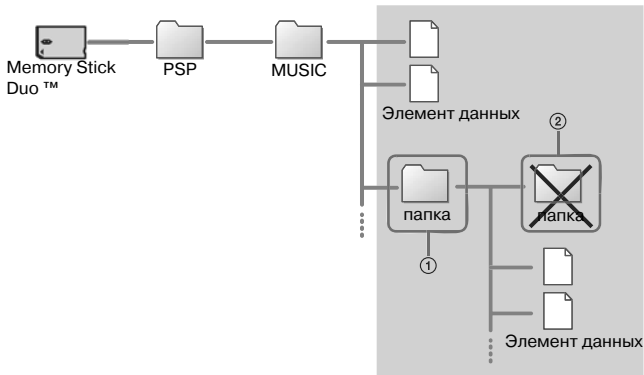 Memory Stick
Duo ™
PSP
MUSIC
Элемент данных
②
папка
папка
①
Элемент данных